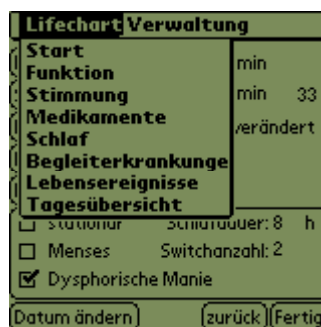 Lifechart Verwaltung
Start
Funktion
min
Stimmung
min 33
Medikamente
verändert
Schlaf
Begleiterkrankunge
Lebensereignisse
Tagesübersicht
stationär Schlafdauer: 8 h
Menses Switchanzahl: 2
Dysphorische Manie
Datum ändern zurück Fertig